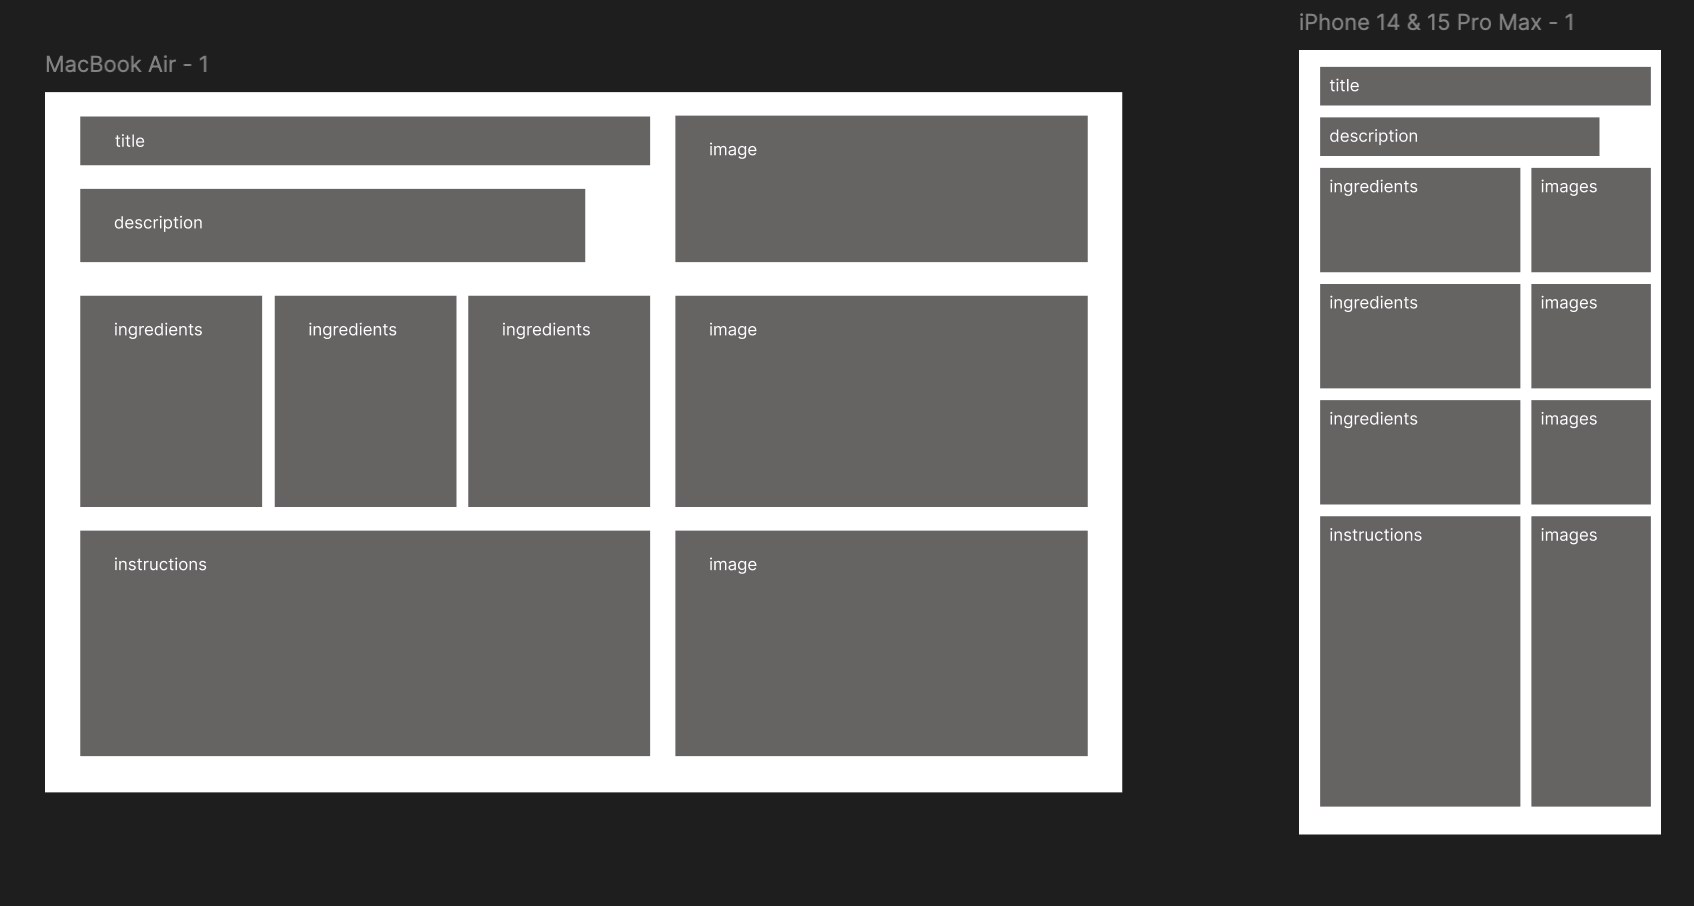 MacBook Air - 1
title
image
description
ingredients
ingredients
ingredients
image
instructions
image
iPhone 14 & 15 Pro Max - 1
title
description
ingredients
images
ingredients
images
ingredients
images
instructions
images